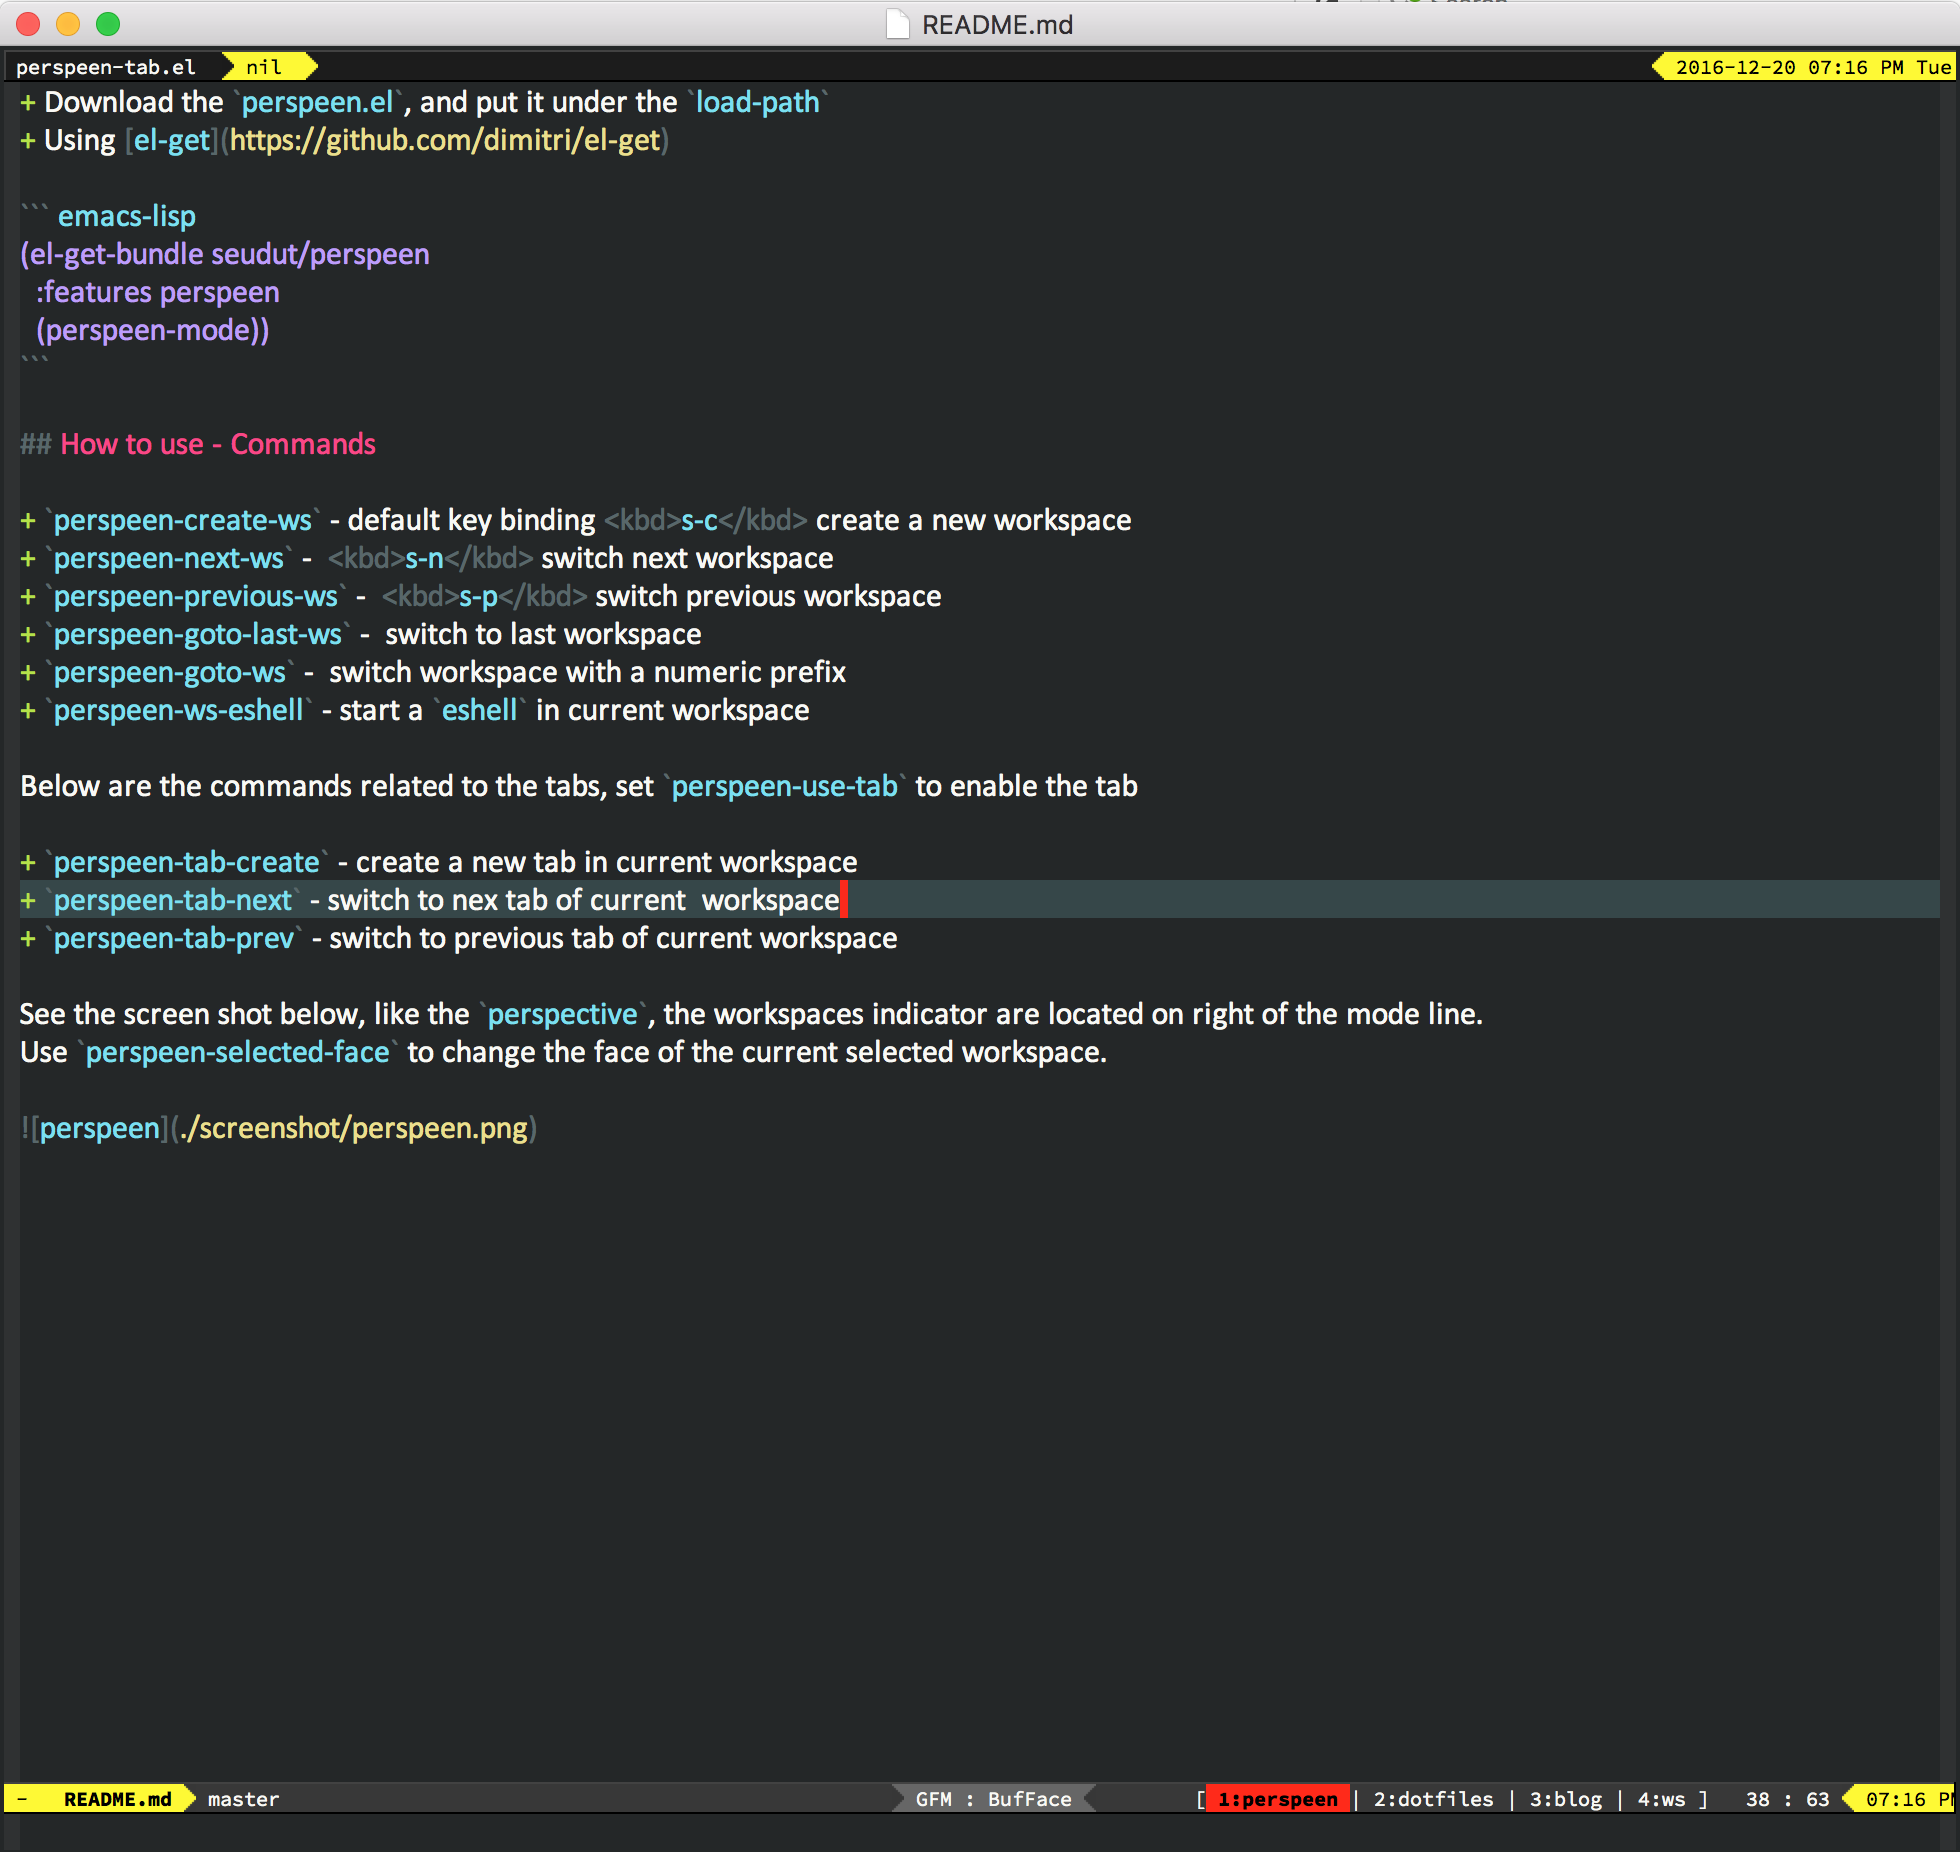 README.md
perspeen-tab.el nil 2016-12-20 07:16 PM Tue
+ Download the `perspeen.el`, and put it under the `load-path`
+ Using [el-get](https://github.com/dimitri/el-get)
``` emacs-lisp
(el-get-bundle seudut/perspeen
  :features perspeen
  (perspeen-mode))
```
## How to use - Commands
+ `perspeen-create-ws` - default key binding <kbd>s-c</kbd> create a new workspace
+ `perspeen-next-ws` -  <kbd>s-n</kbd> switch next workspace
+ `perspeen-previous-ws` -  <kbd>s-p</kbd> switch previous workspace
+ `perspeen-goto-last-ws` -  switch to last workspace
+ `perspeen-goto-ws` -  switch workspace with a numeric prefix
+ `perspeen-ws-eshell` - start a `eshell` in current workspace
Below are the commands related to the tabs, set `perspeen-use-tab` to enable the tab
+ `perspeen-tab-create` - create a new tab in current workspace
+ `perspeen-tab-next` - switch to nex tab of current  workspace
+ `perspeen-tab-prev` - switch to previous tab of current workspace
See the screen shot below, like the `perspective`, the workspaces indicator are located on right of the mode line.
Use `perspeen-selected-face` to change the face of the current selected workspace.
![perspeen](./screenshot/perspeen.png)
- README.md master GFM : BufFace [ 1:perspeen | 2:dotfiles | 3:blog | 4:ws ] 38 : 63 07:16 PM